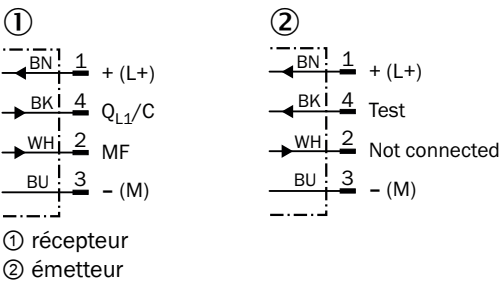 ① ②
BN 1 + (L+) BN 1 + (L+)
BK 4 QL1/C BK 4 Test
WH 2 MF WH 2 Not connected
BU 3 – (M) BU 3 – (M)
① récepteur
② émetteur